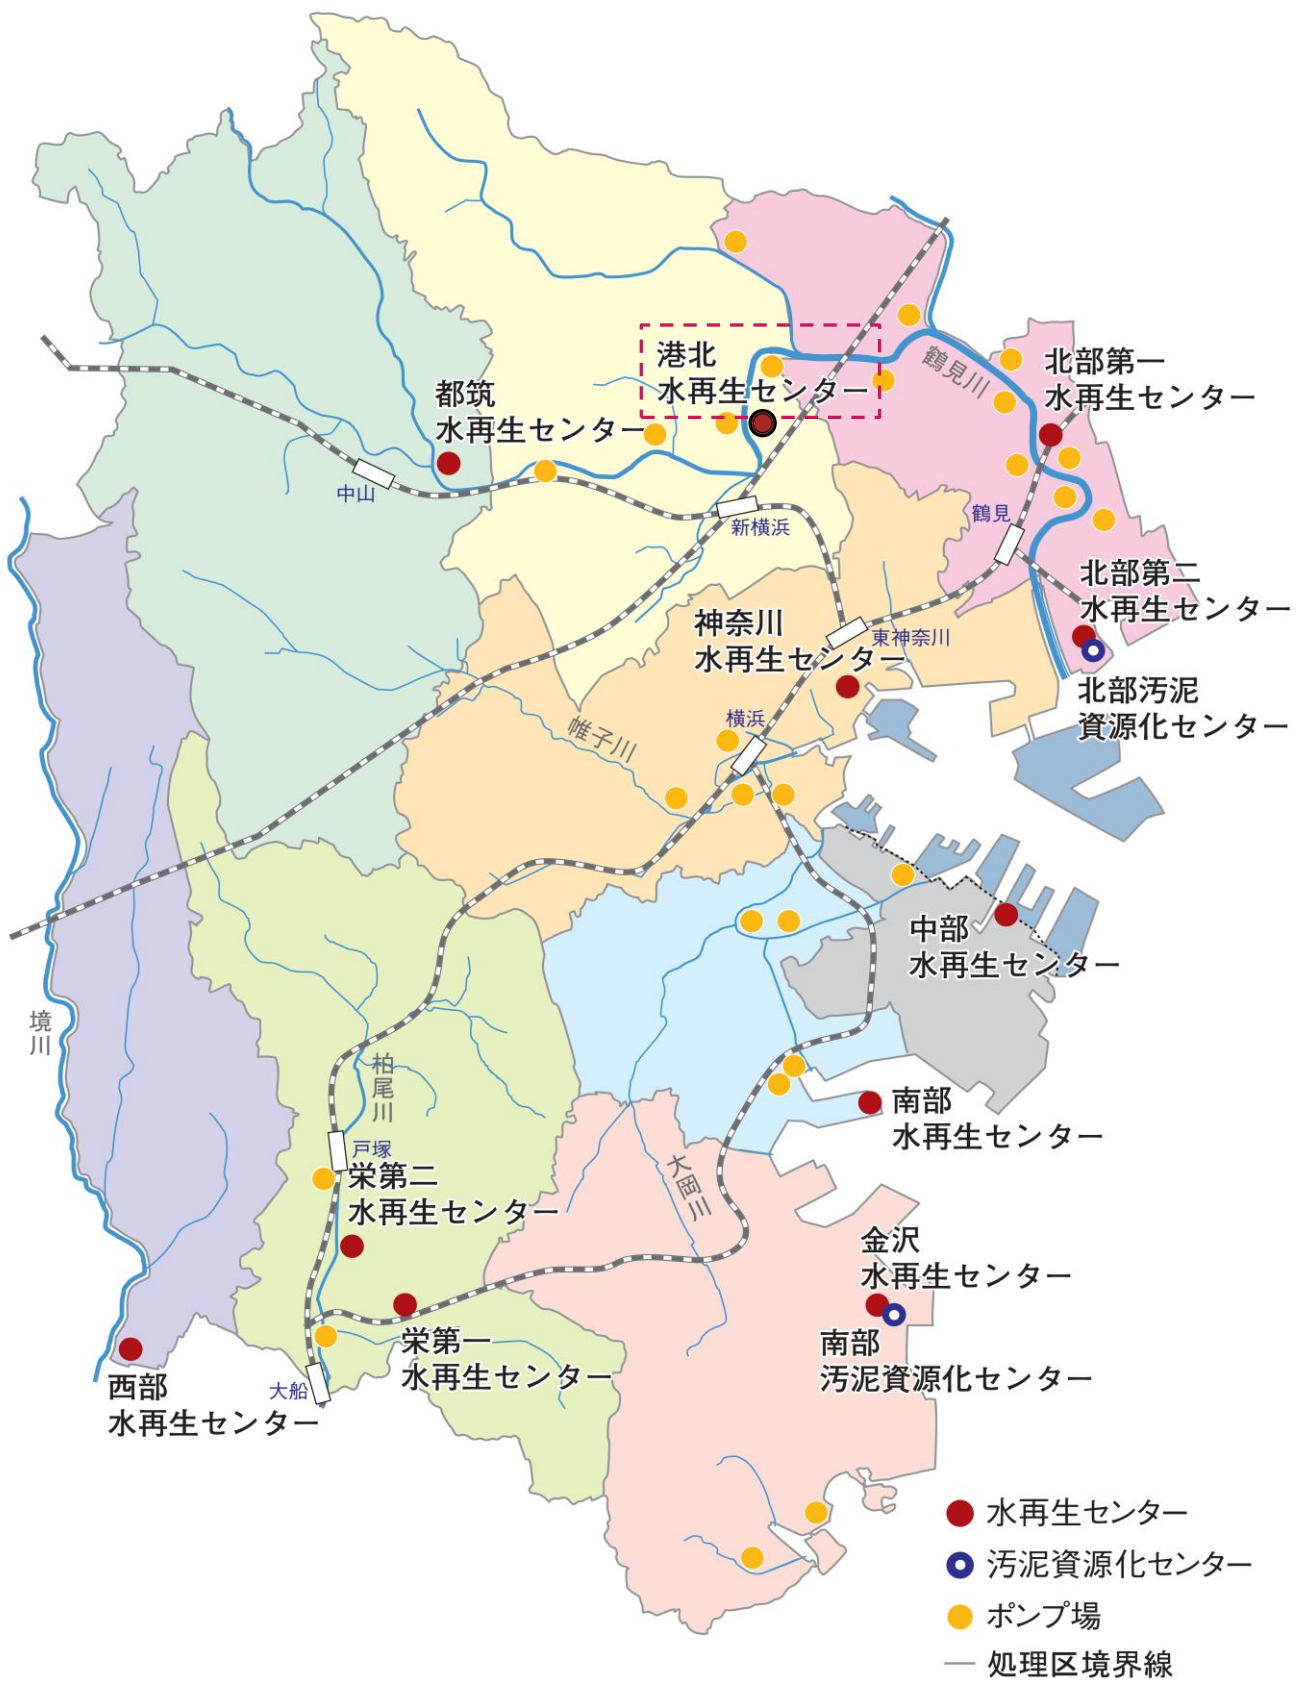 港北
水再生センター
鶴見川
北部第一
水再生センター
都筑
水再生センター
中山
新横浜
鶴見
北部第二
水再生センター
神奈川
水再生センター
東神奈川
北部汚泥
資源化センター
横浜
帷子川
中部
水再生センター
境川
柏尾川
南部
水再生センター
戸塚
栄第二
水再生センター
大岡川
金沢
水再生センター
栄第一
水再生センター
南部
汚泥資源化センター
大船
西部
水再生センター
水再生センター
汚泥資源化センター
ポンプ場
処理区境界線